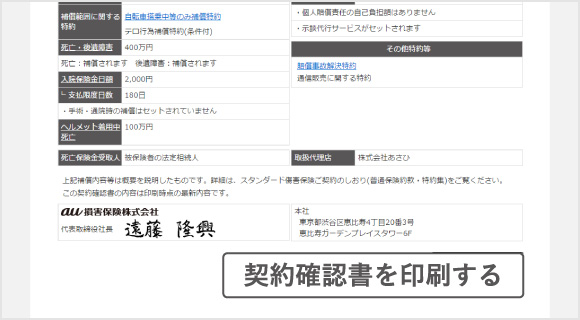 補償範囲に関する特約
自転車搭乗中等のみ補償特約
テロ行為補償特約(条件付)
死亡・後遺障害
400万円
死亡：補償されます　後遺障害：補償されます
入院保険金日額
2,000円
└ 支払限度日数
180日
・手術・通院時の補償はセットされていません
ヘルメット着用中死亡
100万円
・個人賠償責任の自己負担額はありません
・示談代行サービスがセットされます
その他特約等
賠償事故解決特約
通信販売に関する特約
死亡保険金受取人
被保険者の法定相続人
取扱代理店
株式会社あさひ
上記補償内容等は概要を説明したものです。詳細は、スタンダード傷害保険ご契約のしおり(普通保険約款・特約集)をご覧ください。
この契約確認書の内容は印刷時点の最新内容です。
au 損害保険株式会社
代表取締役社長
遠藤 隆興
本社
東京都渋谷区恵比寿4丁目20番3号
恵比寿ガーデンプレイスタワー6F
契約確認書を印刷する